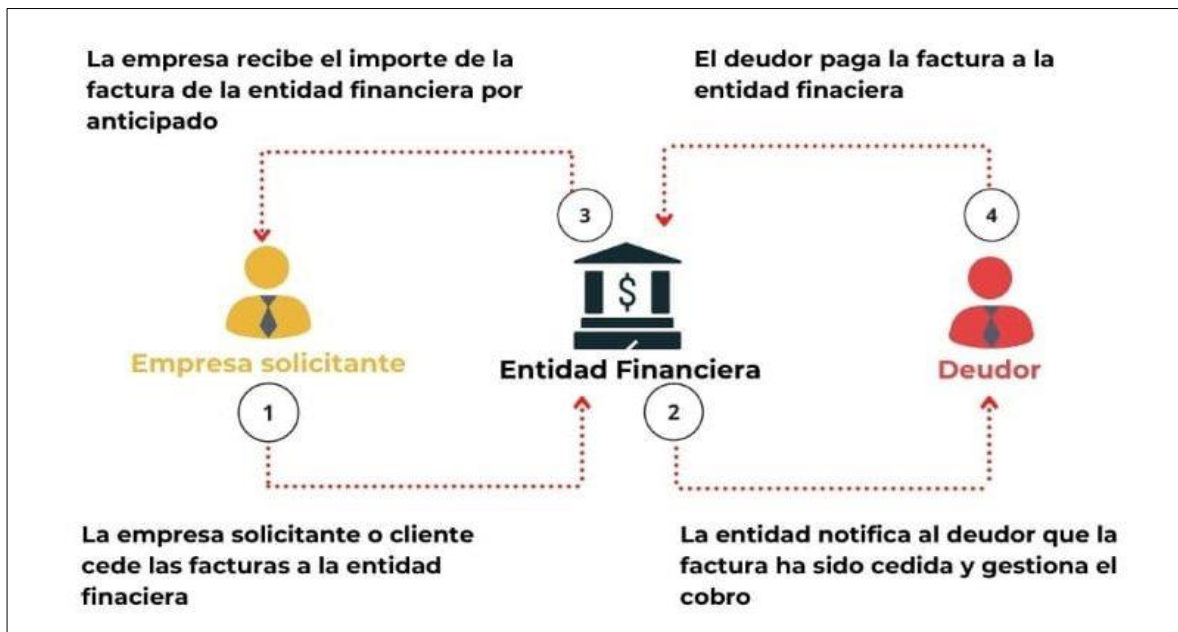 La empresa recibe el importe de la
factura de la entidad financiera por
anticipado
El deudor paga la factura a la
entidad finaciera
3
4
$
Empresa solicitante
Entidad Financiera
Deudor
1
2
La empresa solicitante o cliente
cede las facturas a la entidad
finaciera
La entidad notifica al deudor que la
factura ha sido cedida y gestiona el
cobro